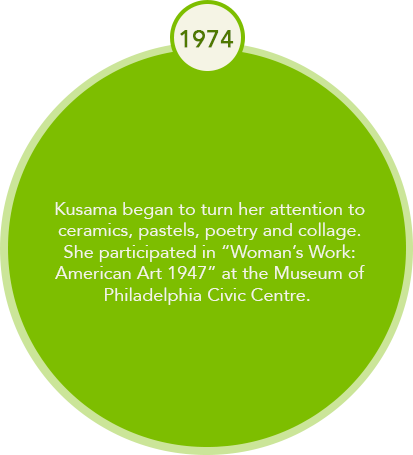 1974
Kusama began to turn her attention to
ceramics, pastels, poetry and collage.
She participated in “Woman’s Work:
American Art 1947” at the Museum of
Philadelphia Civic Centre.